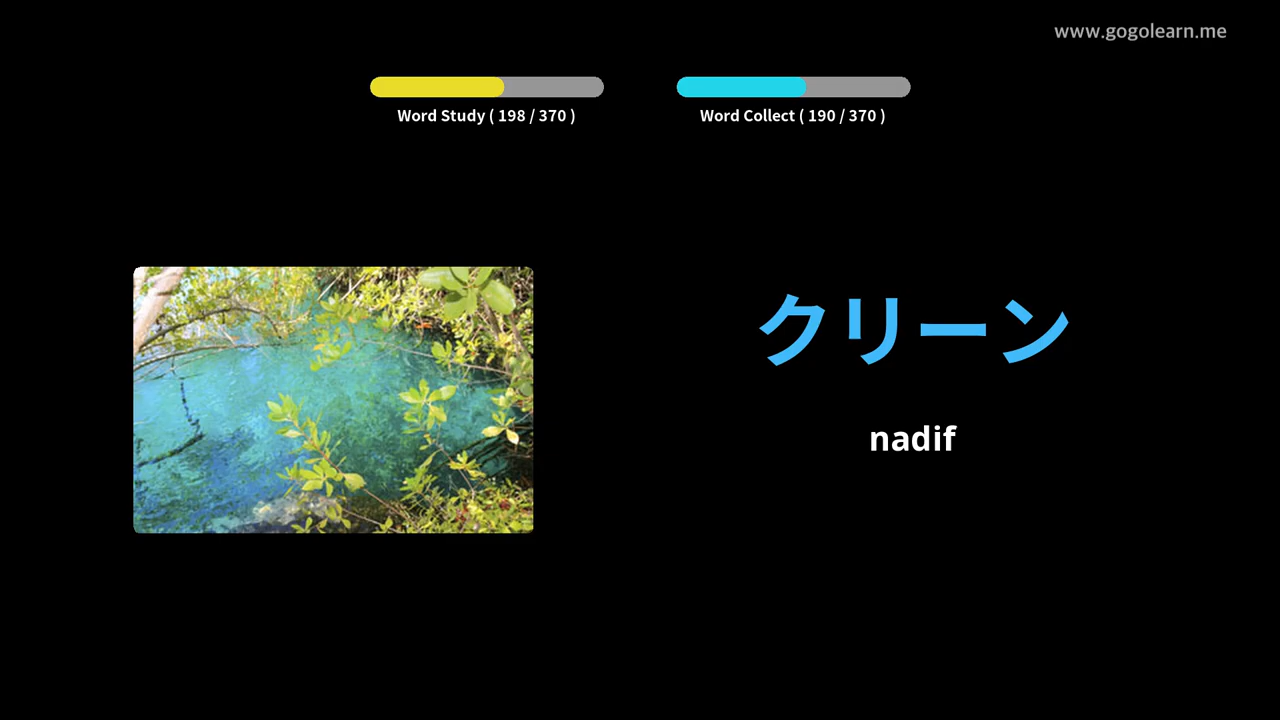 www.gogolearn.me
Word Study ( 198 / 370 )
Word Collect ( 190 / 370 )
クリーン
nadif